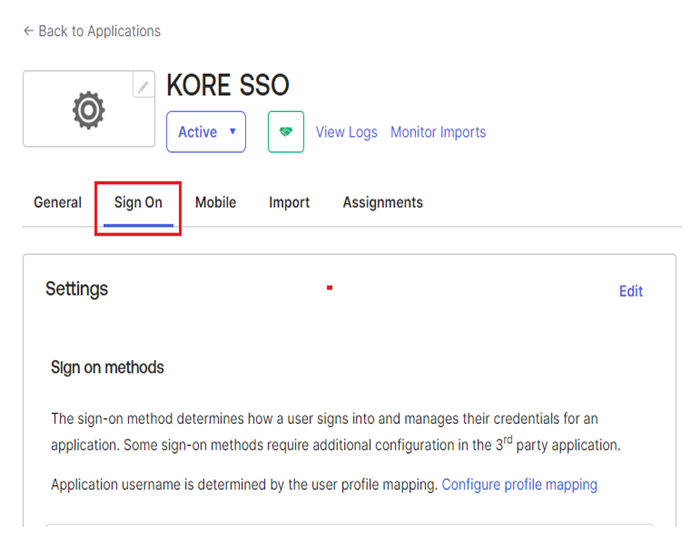 ← Back to Applications
KORE SSO
Active ▼ View Logs Monitor Imports
General Sign On Mobile Import Assignments
Settings Edit
SIgn on methods
The sign-on method determines how a user signs into and manages their credentials for an
application. Some sign-on methods require additional configuration in the 3rd party application.
Application username is determined by the user profile mapping. Configure profile mapping